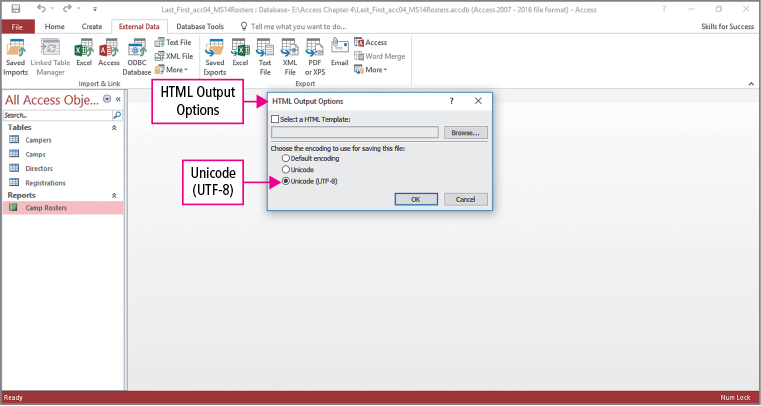 Last_First_acc04_MS14Rosters : Database- E:\Access Chapter 4\Last_First_acc04_MS14Rosters.accdb (Access 2007 - 2016 file format) - Access
File Home Create External Data Database Tools Tell me what you want to do... Skills for Success
Saved Imports
Linked Table Manager
Excel
Access
ODBC Database
Text File
XML File
More
Import & Link
Saved Exports
Excel
Text File
XML File
PDF or XPS
Email
Access
Word Merge
More
Export
All Access Obje...
Search...
Tables
Campers
Camps
Directors
Registrations
Reports
Camp Rosters
HTML Output
Options
Unicode
(UTF-8)
HTML Output Options
Select a HTML Template:
Browse...
Choose the encoding to use for saving this file:
Default encoding
Unicode
Unicode (UTF-8)
OK Cancel
Ready Num Lock